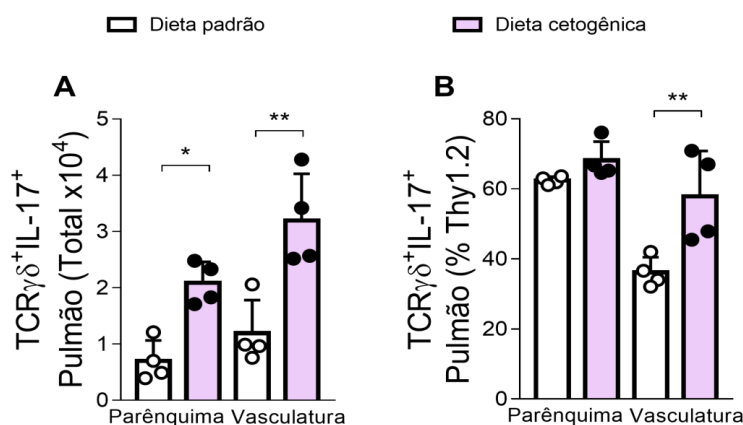 Dieta padrão
Dieta cetogênica
A
TCRγδ⁺IL-17⁺
Pulmão (Total x10⁴)
5
4
3
2
1
0
*
**
Parênquima Vasculatura
B
TCRγδ⁺IL-17⁺
Pulmão (% Thy1.2)
80
60
40
20
0
**
Parênquima Vasculatura